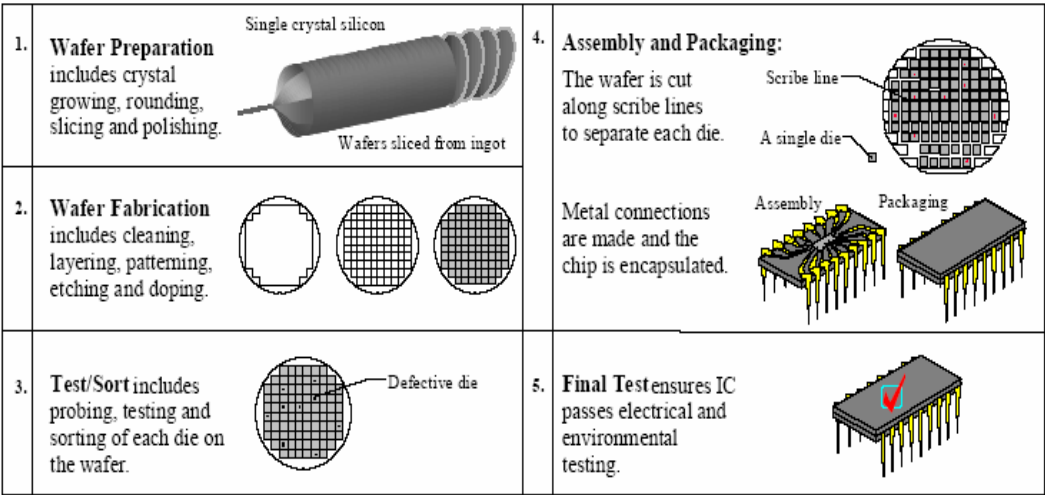 1.
Wafer Preparation
includes crystal
growing, rounding,
slicing and polishing.
Single crystal silicon
Wafers sliced from ingot
2.
Wafer Fabrication
includes cleaning,
layering, patterning,
etching and doping.
3.
Test/Sort includes
probing, testing and
sorting of each die on
the wafer.
Defective die
4.
Assembly and Packaging:
The wafer is cut
along scribe lines
to separate each die.
Scribe line
A single die
Metal connections
are made and the
chip is encapsulated.
Assembly
Packaging
5.
Final Test ensures IC
passes electrical and
environmental
testing.